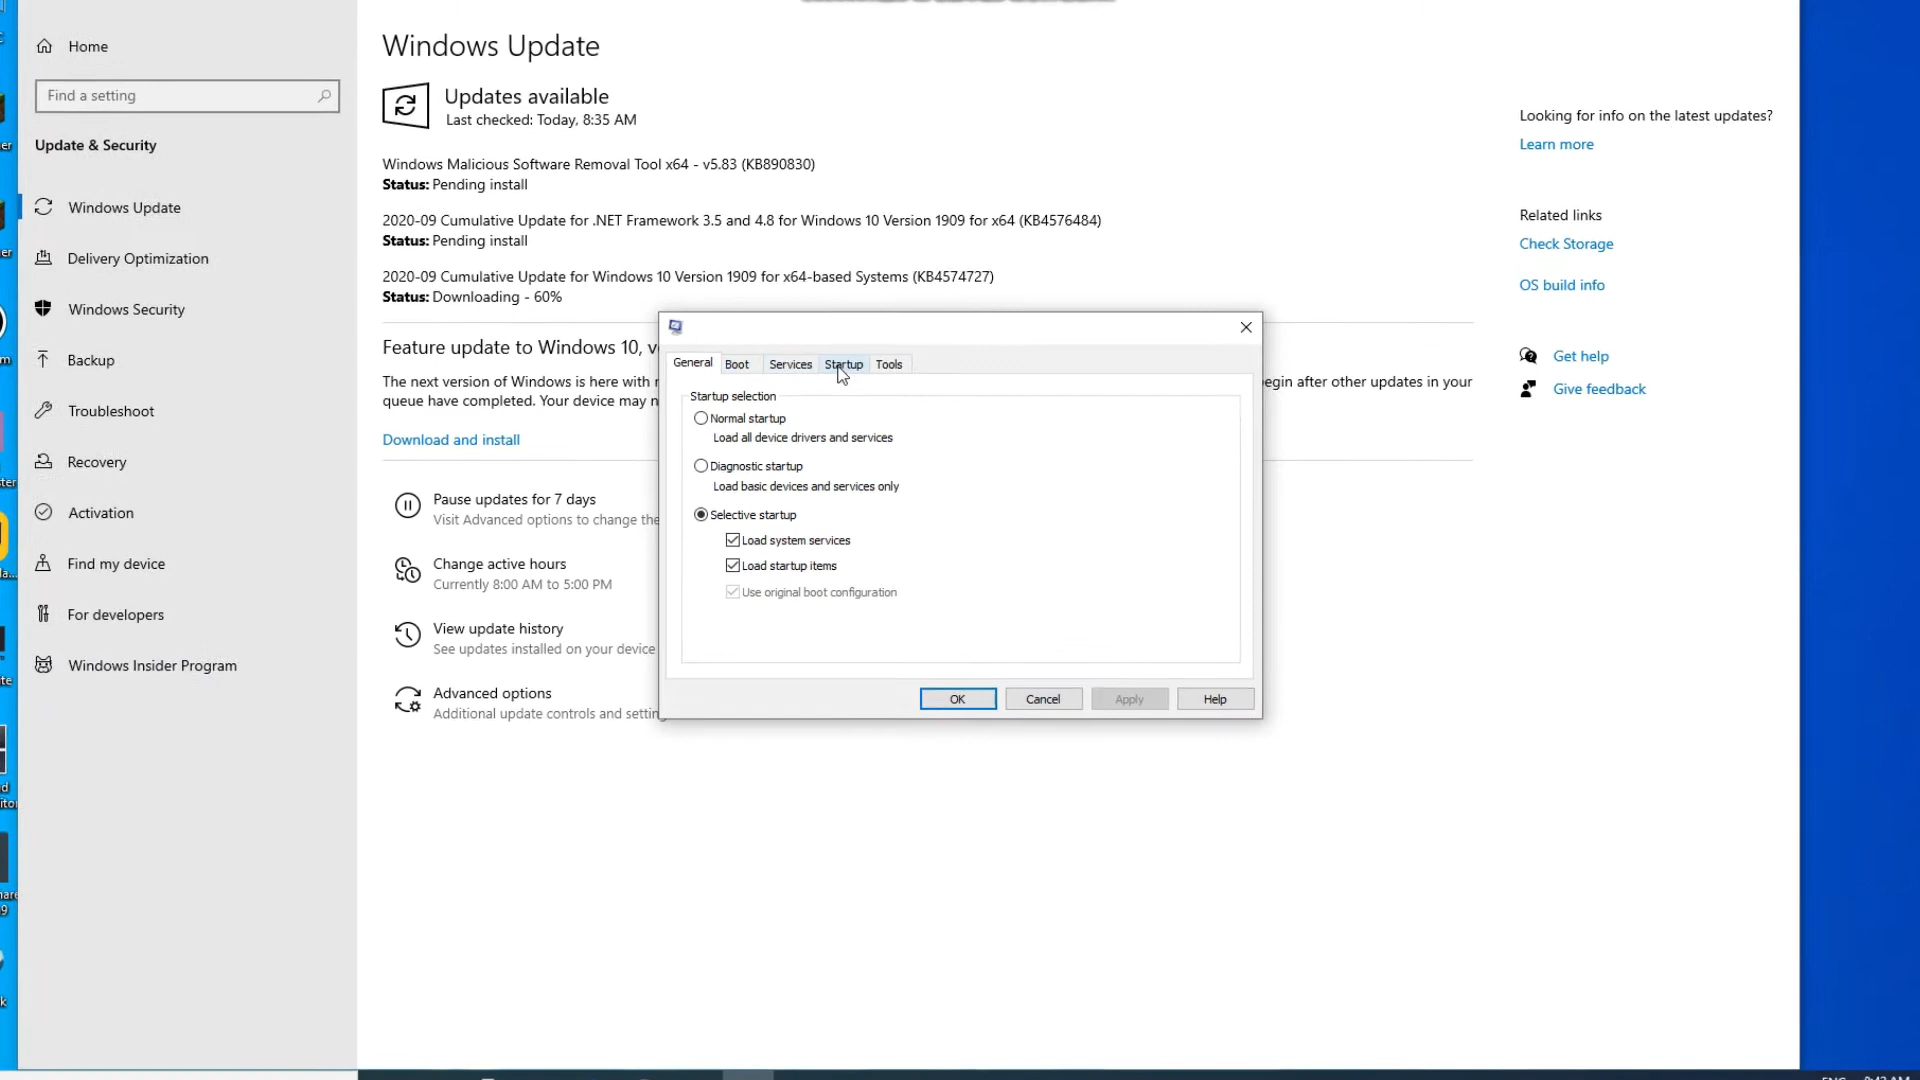 Home
Find a setting
Update & Security
Windows Update
Delivery Optimization
Windows Security
Backup
Troubleshoot
Recovery
Activation
Find my device
For developers
Windows Insider Program
Windows Update
Updates available
Last checked: Today, 8:35 AM
Windows Malicious Software Removal Tool x64 - v5.83 (KB890830)
Status: Pending install
2020-09 Cumulative Update for .NET Framework 3.5 and 4.8 for Windows 10 Version 1909 for x64 (KB4576484)
Status: Pending install
2020-09 Cumulative Update for Windows 10 Version 1909 for x64-based Systems (KB4574727)
Status: Downloading - 60%
Feature update to Windows 10, v
The next version of Windows is here with
egin after other updates in your
queue have completed. Your device may
Download and install
Pause updates for 7 days
Visit Advanced options to change the
Change active hours
Currently 8:00 AM to 5:00 PM
View update history
See updates installed on your device
Advanced options
Additional update controls and settin
General Boot Services Startup Tools
Startup selection
Normal startup
Load all device drivers and services
Diagnostic startup
Load basic devices and services only
Selective startup
Load system services
Load startup items
Use original boot configuration
OK Cancel Apply Help
Looking for info on the latest updates?
Learn more
Related links
Check Storage
OS build info
Get help
Give feedback